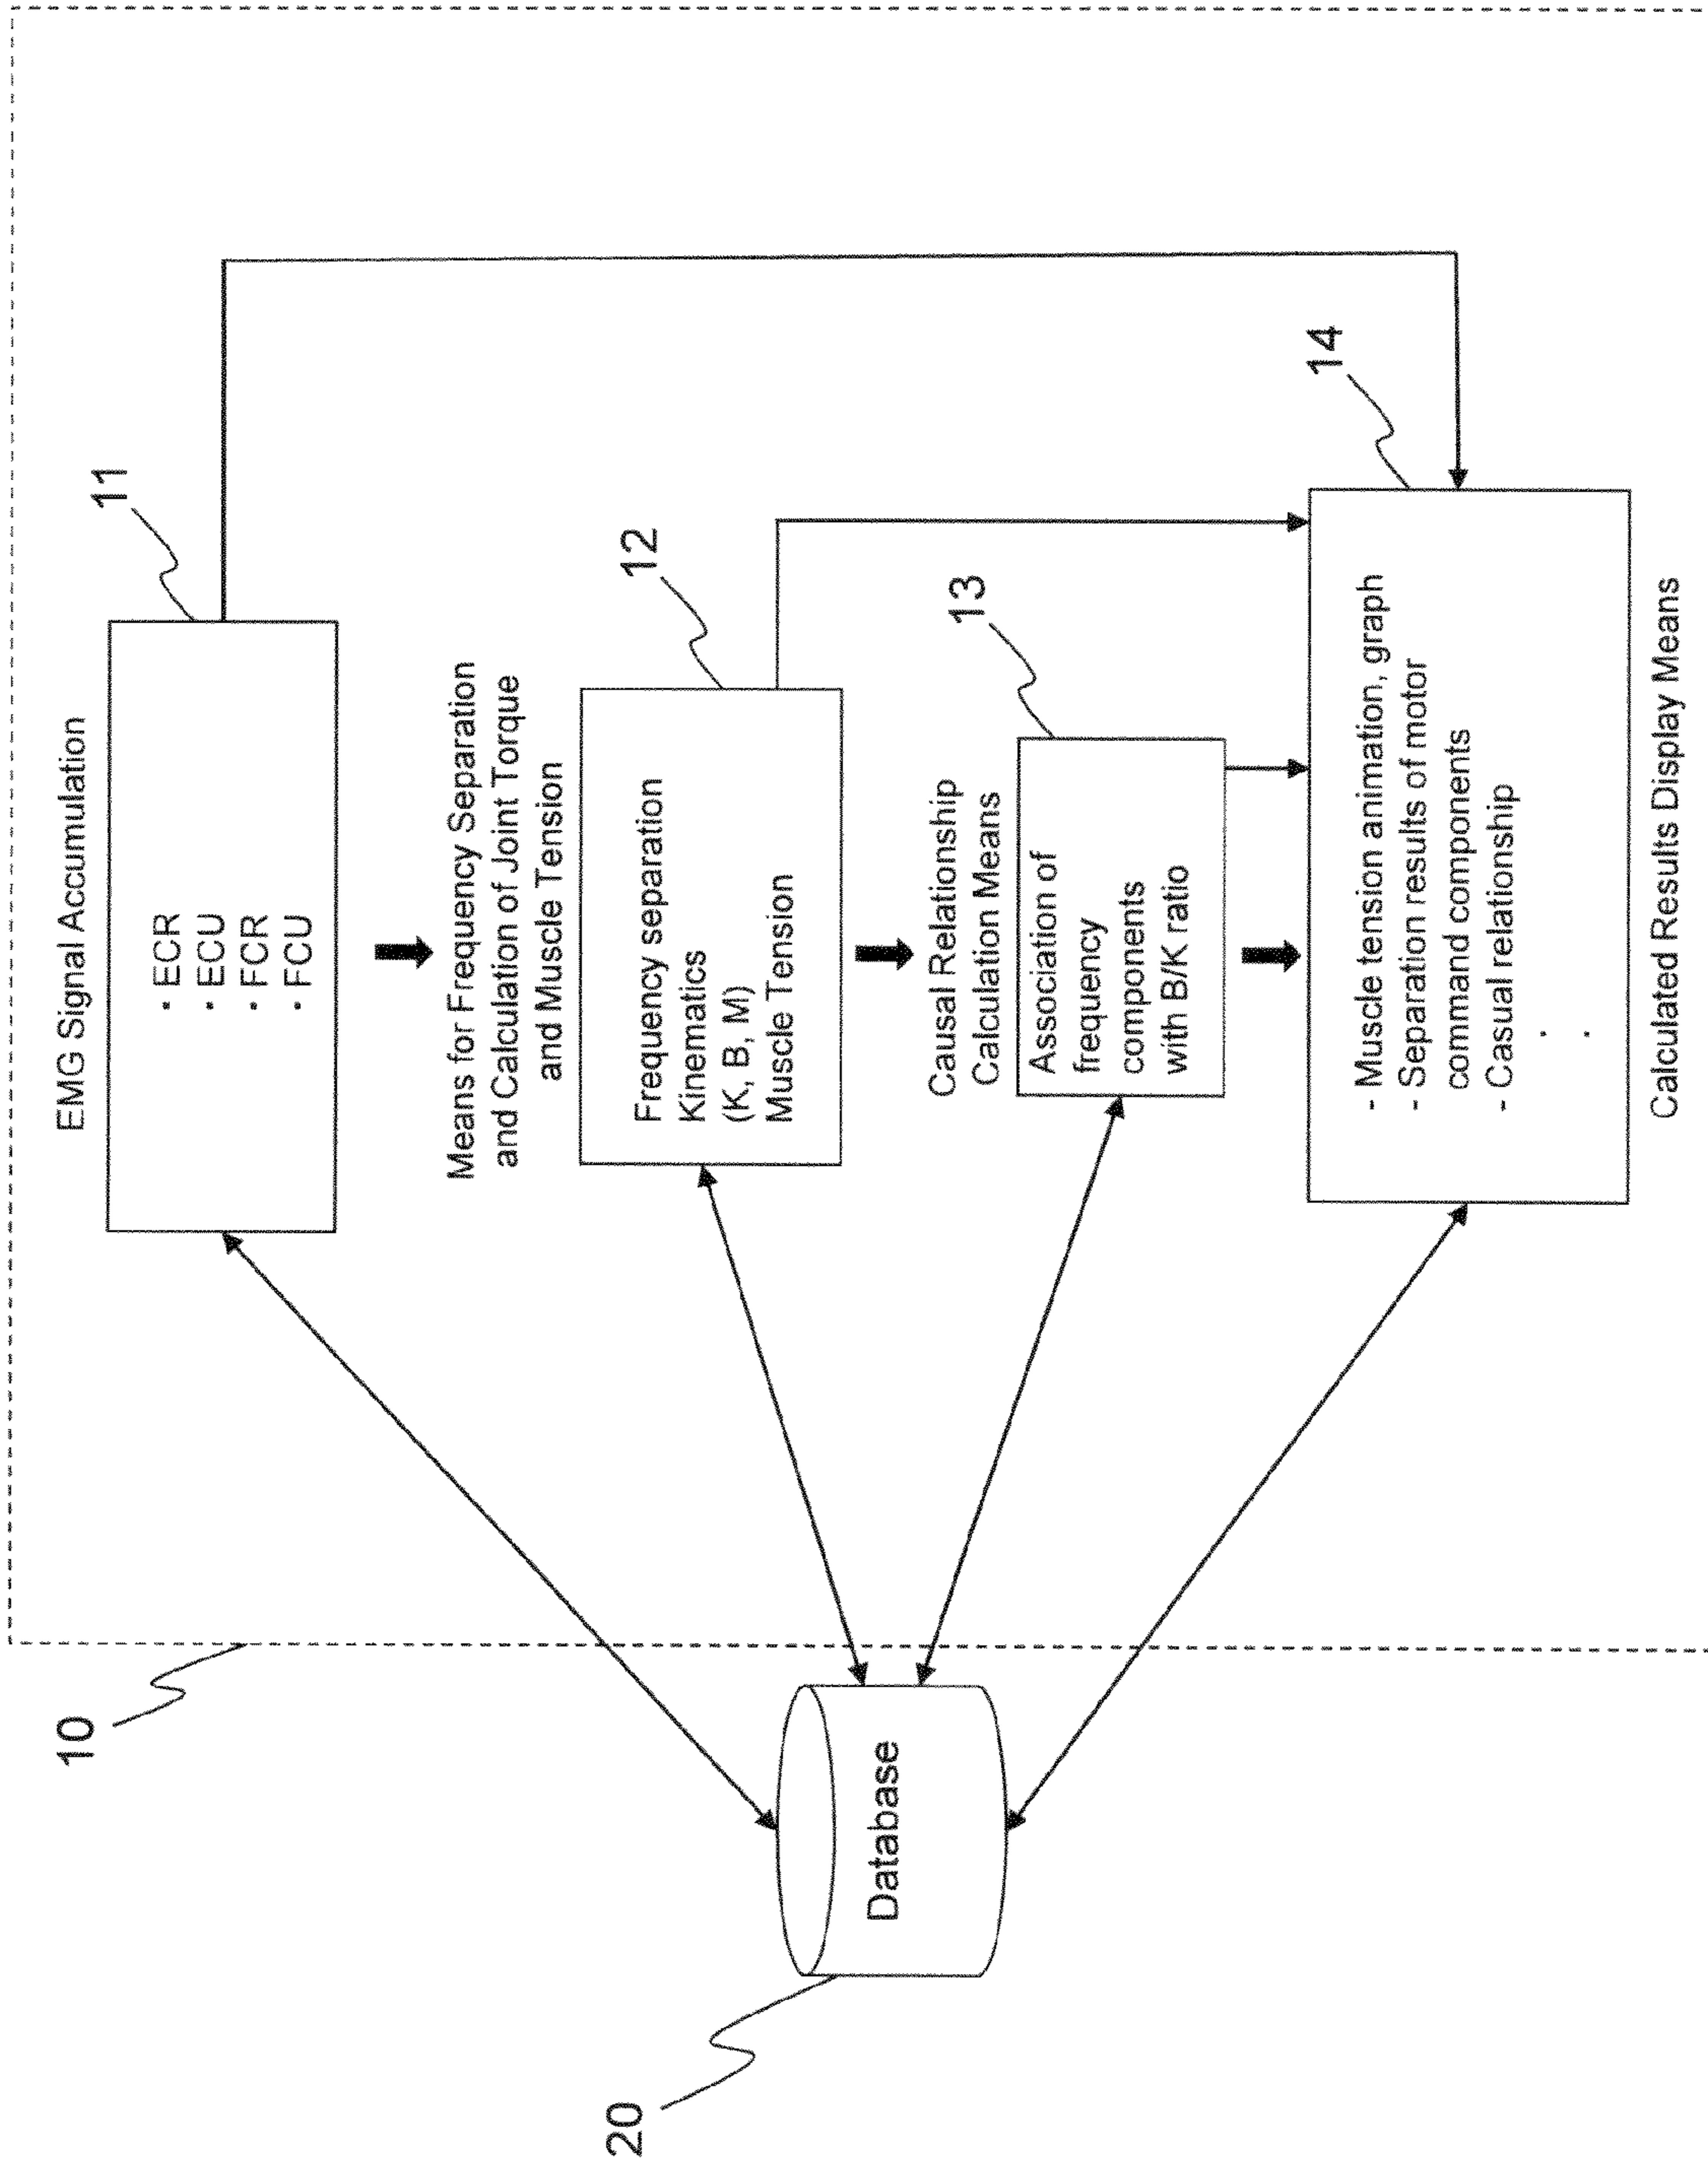 10
20
Database
EMG Signal Accumulation
11
· ECR
· ECU
· FCR
· FCU
Means for Frequency Separation
and Calculation of Joint Torque
and Muscle Tension
12
Frequency separation
Kinematics
(K, B, M)
Muscle Tension
Causal Relationship
Calculation Means
13
Association of
frequency
components
with B/K ratio
14
- Muscle tension animation, graph
- Separation results of motor
command components
- Casual relationship
.
.
Calculated Results Display Means